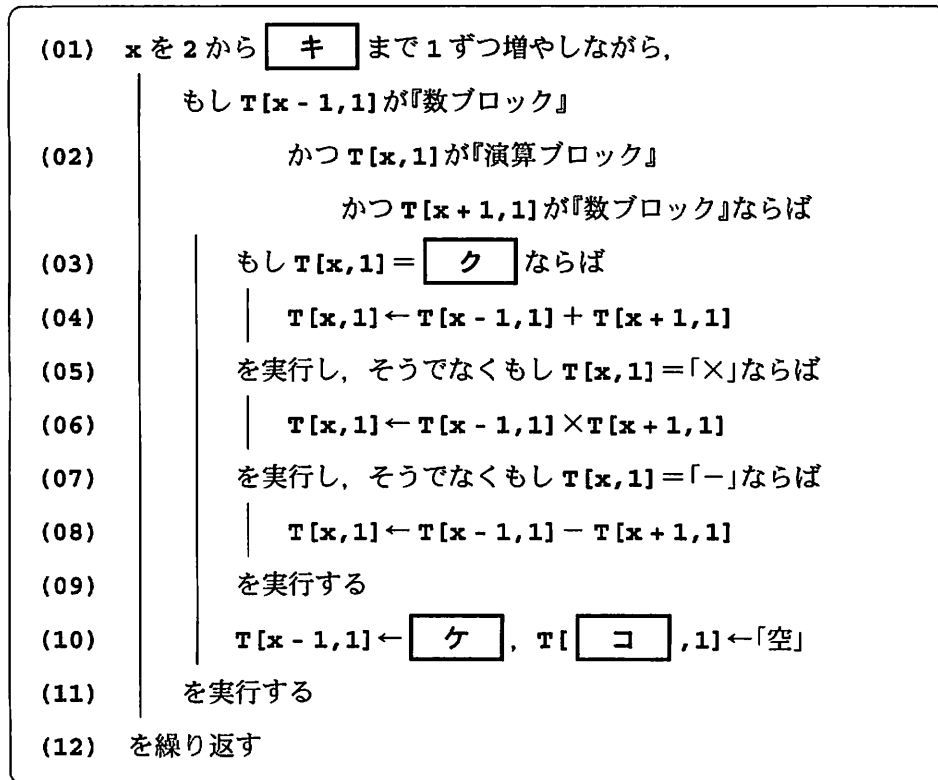 (01) xを2から キ まで1ずつ増やしながら,
もしT[x-1,1]が『数ブロック』
(02) かつT[x,1]が『演算ブロック』
かつT[x+1,1]が『数ブロック』ならば
(03) もしT[x,1]= ク ならば
(04) T[x,1]←T[x-1,1]+T[x+1,1]
(05) を実行し,そうでなくもしT[x,1]=「×」ならば
(06) T[x,1]←T[x-1,1]×T[x+1,1]
(07) を実行し,そうでなくもしT[x,1]=「−」ならば
(08) T[x,1]←T[x-1,1]−T[x+1,1]
(09) を実行する
(10) T[x-1,1]← ケ , T[ コ ,1]←「空」
(11) を実行する
(12) を繰り返す